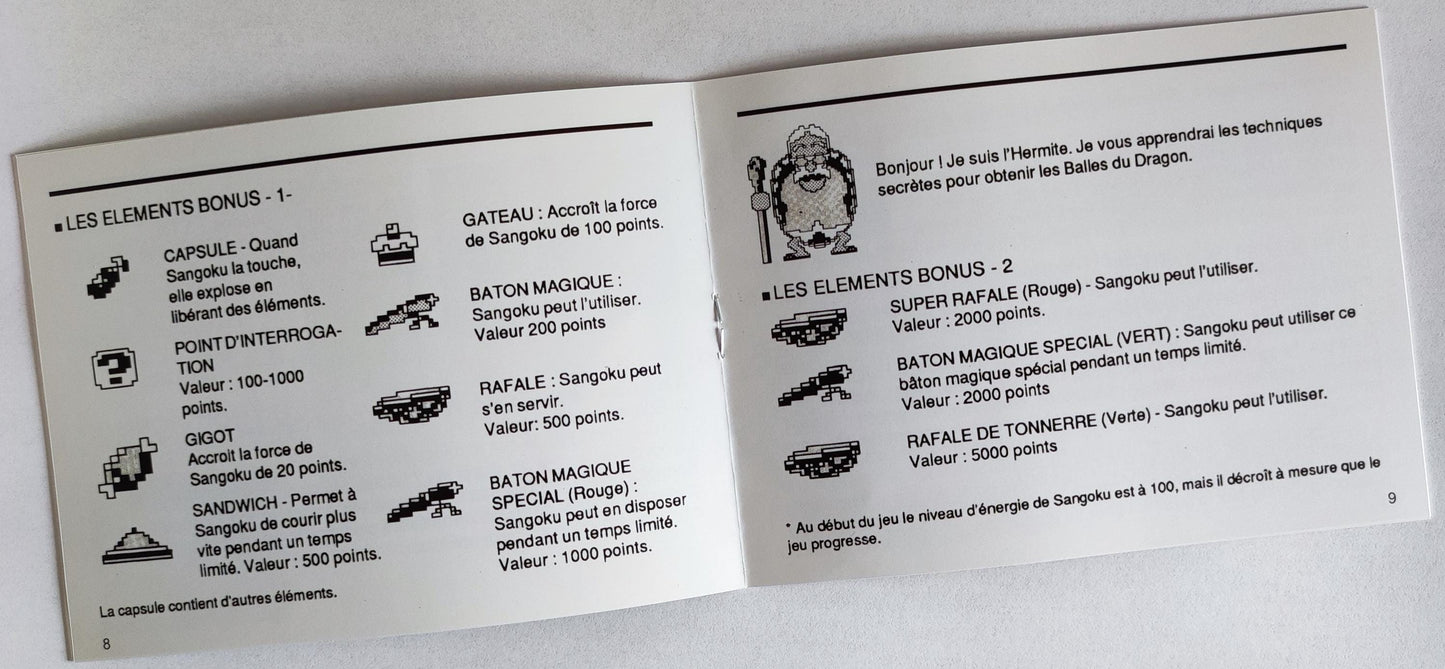 ■ LES ELEMENTS BONUS - 1-
CAPSULE - Quand
Sangoku la touche,
elle explose en
libérant des éléments.
?
POINT D'INTERROGA-
TION
Valeur : 100-1000
points.
GIGOT
Accroit la force de
Sangoku de 20 points.
SANDWICH - Permet à
Sangoku de courir plus
vite pendant un temps
limité. Valeur : 500 points.
GATEAU : Accroît la force
de Sangoku de 100 points.
BATON MAGIQUE :
Sangoku peut l'utiliser.
Valeur 200 points
RAFALE : Sangoku peut
s'en servir.
Valeur: 500 points.
BATON MAGIQUE
SPECIAL (Rouge) :
Sangoku peut en disposer
pendant un temps limité.
Valeur : 1000 points.
La capsule contient d'autres éléments.
8
Bonjour ! Je suis l'Hermite. Je vous apprendrai les techniques
secrètes pour obtenir les Balles du Dragon.
■ LES ELEMENTS BONUS - 2
SUPER RAFALE (Rouge) - Sangoku peut l'utiliser.
Valeur : 2000 points.
BATON MAGIQUE SPECIAL (VERT) : Sangoku peut utiliser ce
bâton magique spécial pendant un temps limité.
Valeur : 2000 points
RAFALE DE TONNERRE (Verte) - Sangoku peut l'utiliser.
Valeur : 5000 points
* Au début du jeu le niveau d'énergie de Sangoku est à 100, mais il décroît à mesure que le
jeu progresse.
9